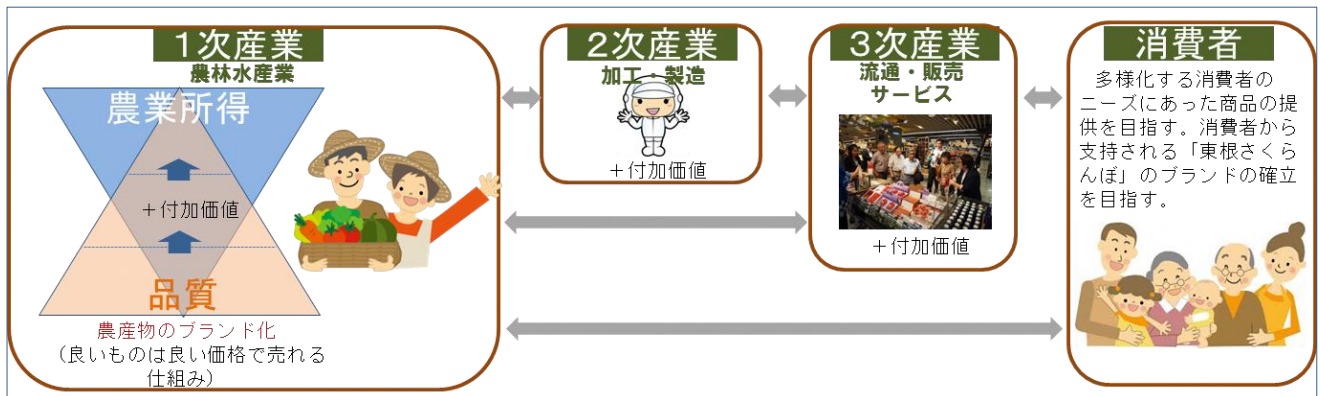 1次産業
農林水産業
農業所得
＋付加価値
品質
農産物のブランド化
（良いものは良い価格で売れる
仕組み）
2次産業
加工・製造
＋付加価値
3次産業
流通・販売
サービス
＋付加価値
消費者
多様化する消費者の
ニーズにあった商品の提
供を目指す。消費者から
支持される「東根さくら
んぼ」のブランドの確立
を目指す。